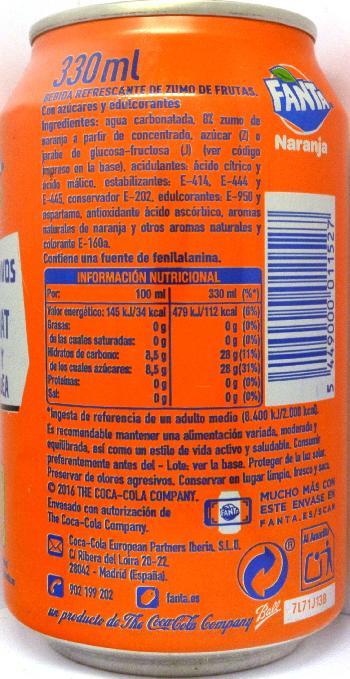 330 ml
BEBIDA REFRESCANTE DE ZUMO DE FRUTAS.
Con azúcares y edulcorantes
FANTA
Naranja
Ingredientes: agua carbonatada, 8% zumo de
naranja a partir de concentrado, azúcar (Z) o
jarabe de glucosa-fructosa (J) (ver código
impreso en la base), acidulantes: ácido cítrico y
ácido málico, estabilizantes: E-414, E-444 y
E-445, conservador E-202, edulcorantes: E-950 y
aspartamo, antioxidante ácido ascórbico, aromas
naturales de naranja y otros aromas naturales y
colorante E-160a.
Contiene una fuente de fenilalanina.
INFORMACIÓN NUTRICIONAL
Por: 100 ml 330 ml (%*)
Valor energético: 145 kJ/34 kcal 479 kJ/112 kcal (6%)
Grasas: 0 g 0 g (0%)
de las cuales saturadas: 0 g 0 g (0%)
Hidratos de carbono: 8,5 g 28 g (11%)
de los cuales azúcares: 8,5 g 28 g (31%)
Proteínas: 0 g 0 g (0%)
Sal: 0 g 0 g (0%)
*Ingesta de referencia de un adulto medio (8.400 kJ/2.000 kcal).
Es recomendable mantener una alimentación variada, moderada y
equilibrada, así como un estilo de vida activo y saludable. Consumir
preferentemente antes del - Lote: ver la base. Proteger de la luz solar.
Preservar de olores agresivos. Conservar en lugar limpio, fresco y seco.
© 2016 THE COCA-COLA COMPANY.
Envasado con autorización de
The Coca-Cola Company.
FANTA
MUCHO MÁS CON
ESTE ENVASE EN
FANTA.ES/SCAN
Coca-Cola European Partners Iberia, S.L.U.
C/ Ribera del Loira 20-22.
28042 - Madrid (España).
902 199 202 fanta.es
un producto de The Coca-Cola Company
Ball
Al Amarillo
7L71J13B
5 449000 011527